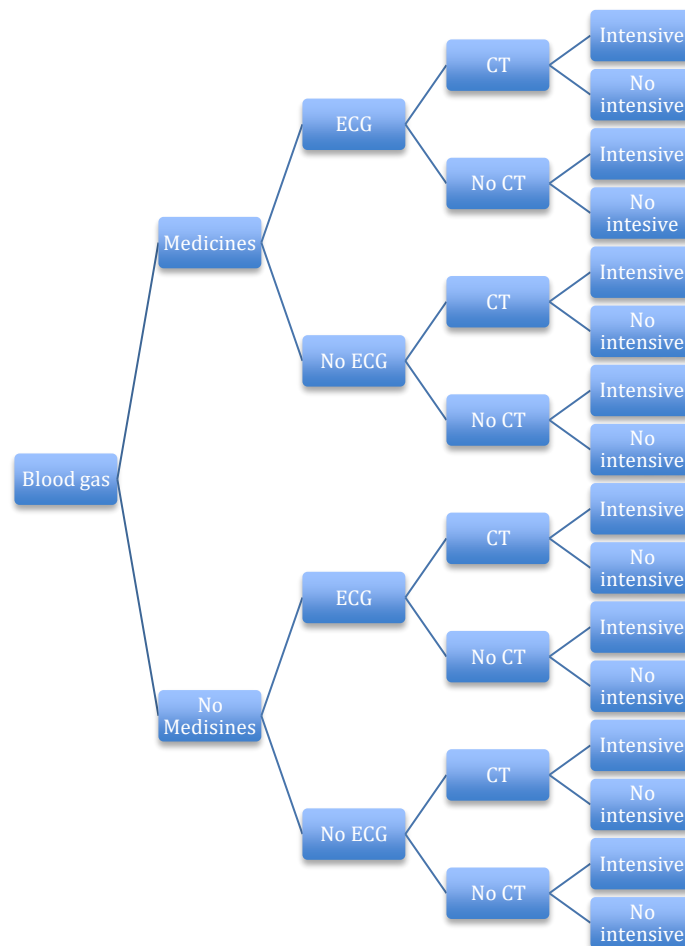 Intensive
CT
No
intensive
ECG
Intensive
No CT
No
intesive
Medicines
Intensive
CT
No
intensive
No ECG
Intensive
No CT
No
intensive
Blood gas
Intensive
CT
No
intensive
ECG
Intensive
No CT
No
intensive
No
Medisines
Intensive
CT
No
intensive
No ECG
Intensive
No CT
No
intensive